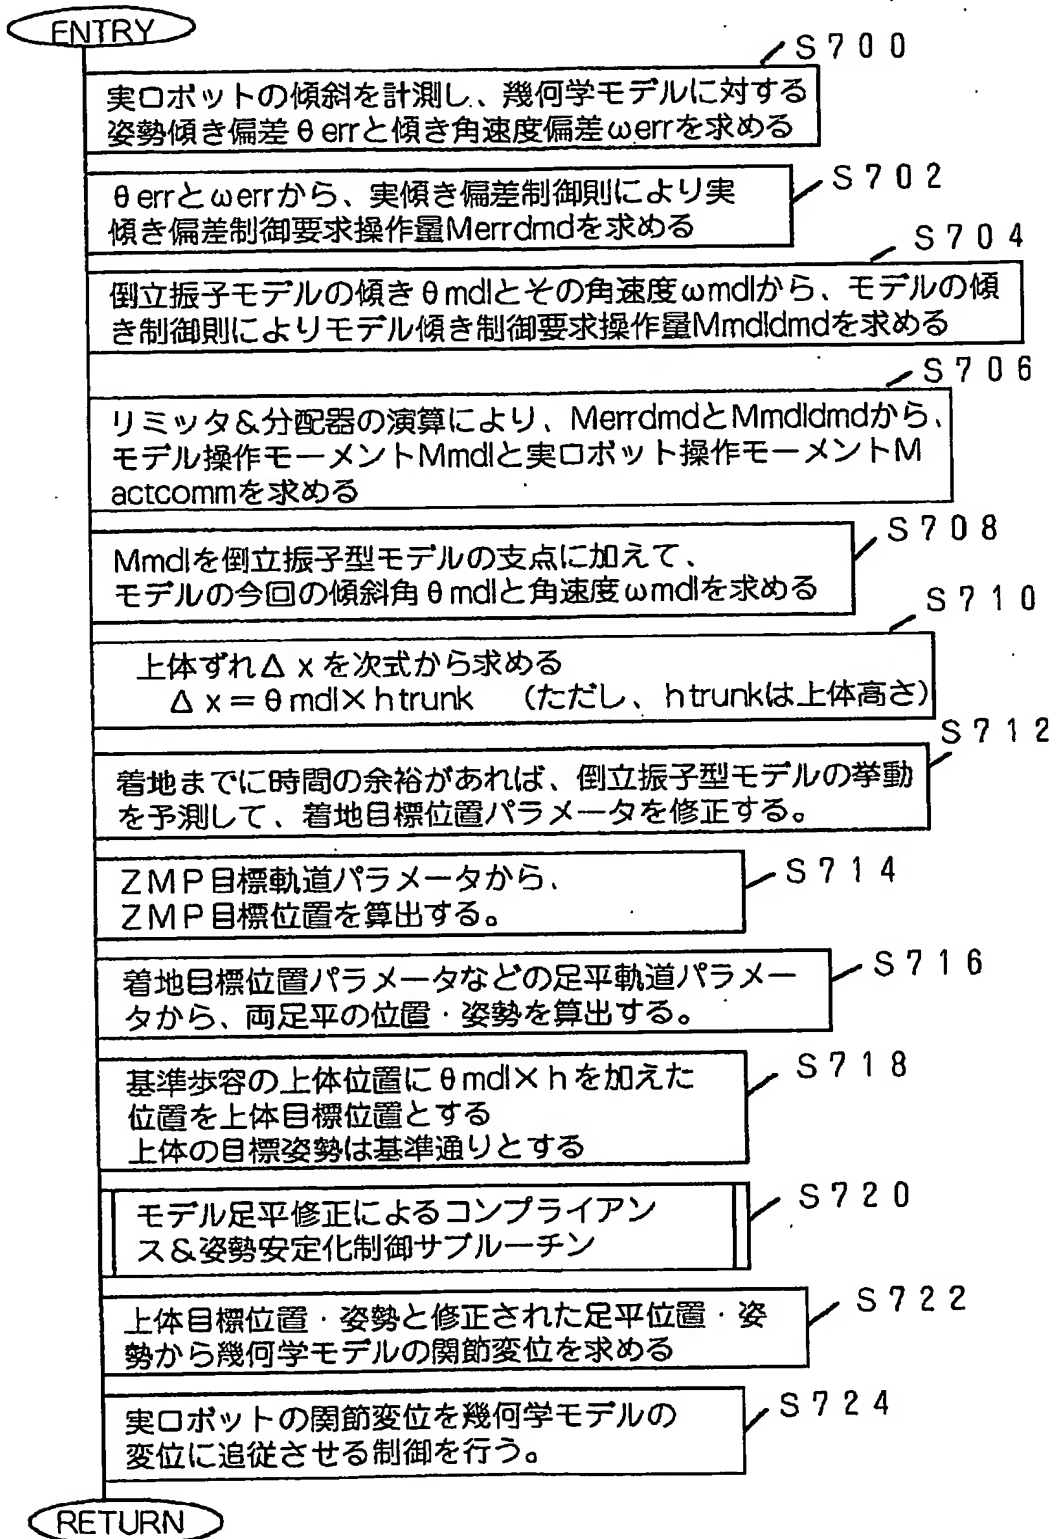 ENTRY
S700
実ロボットの傾斜を計測し、幾何学モデルに対する
姿勢傾き偏差θerrと傾き角速度偏差ωerrを求める
S702
θerrとωerrから、実傾き偏差制御則により実
傾き偏差制御要求操作量Merrdmdを求める
S704
倒立振子モデルの傾きθmdlとその角速度ωmdlから、モデルの傾
き制御則によりモデル傾き制御要求操作量Mmdldmdを求める
S706
リミッタ&分配器の演算により、MerrdmdとMmdldmdから、
モデル操作モーメントMmdlと実ロボット操作モーメントM
actcommを求める
S708
Mmdlを倒立振子型モデルの支点に加えて、
モデルの今回の傾斜角θmdlと角速度ωmdlを求める
S710
上体ずれΔxを次式から求める
Δx=θmdl×htrunk (ただし、htrunkは上体高さ)
S712
着地までに時間の余裕があれば、倒立振子型モデルの挙動
を予測して、着地目標位置パラメータを修正する。
S714
ZMP目標軌道パラメータから、
ZMP目標位置を算出する。
S716
着地目標位置パラメータなどの足平軌道パラメー
タから、両足平の位置・姿勢を算出する。
S718
基準歩容の上体位置にθmdl×hを加えた
位置を上体目標位置とする
上体の目標姿勢は基準通りとする
S720
モデル足平修正によるコンプライアン
ス&姿勢安定化制御サブルーチン
S722
上体目標位置・姿勢と修正された足平位置・姿
勢から幾何学モデルの関節変位を求める
S724
実ロボットの関節変位を幾何学モデルの
変位に追従させる制御を行う。
RETURN